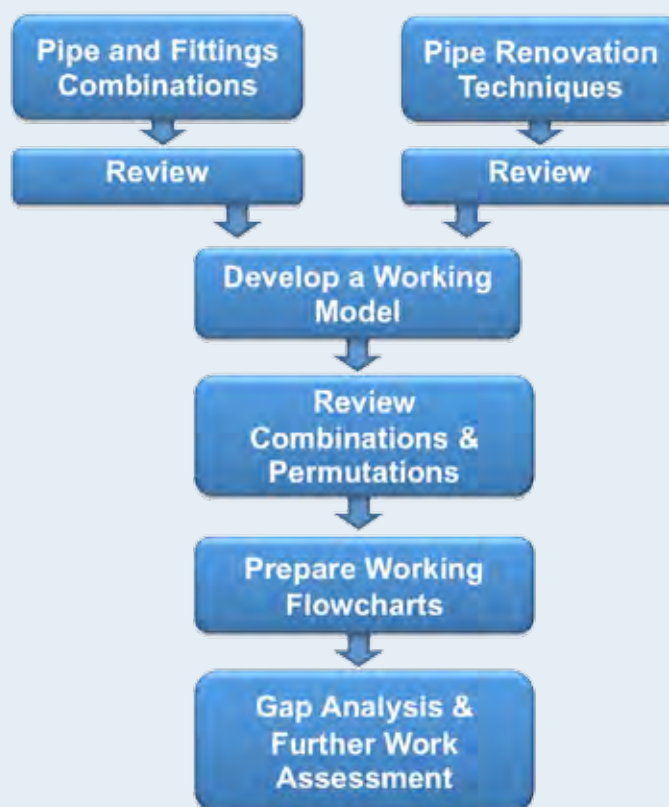 Pipe and Fittings
Combinations
Pipe Renovation
Techniques
Review
Review
Develop a Working
Model
Review
Combinations &
Permutations
Prepare Working
Flowcharts
Gap Analysis &
Further Work
Assessment